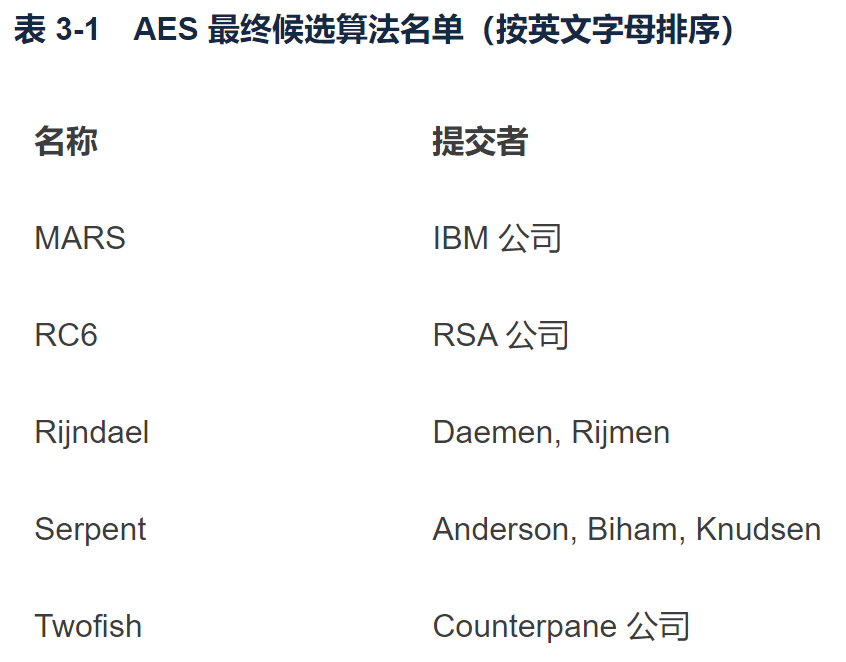 表 3-1 AES 最终候选算法名单（按英文字母排序）
名称 提交者
MARS IBM 公司
RC6 RSA 公司
Rijndael Daemen, Rijmen
Serpent Anderson, Biham, Knudsen
Twofish Counterpane 公司